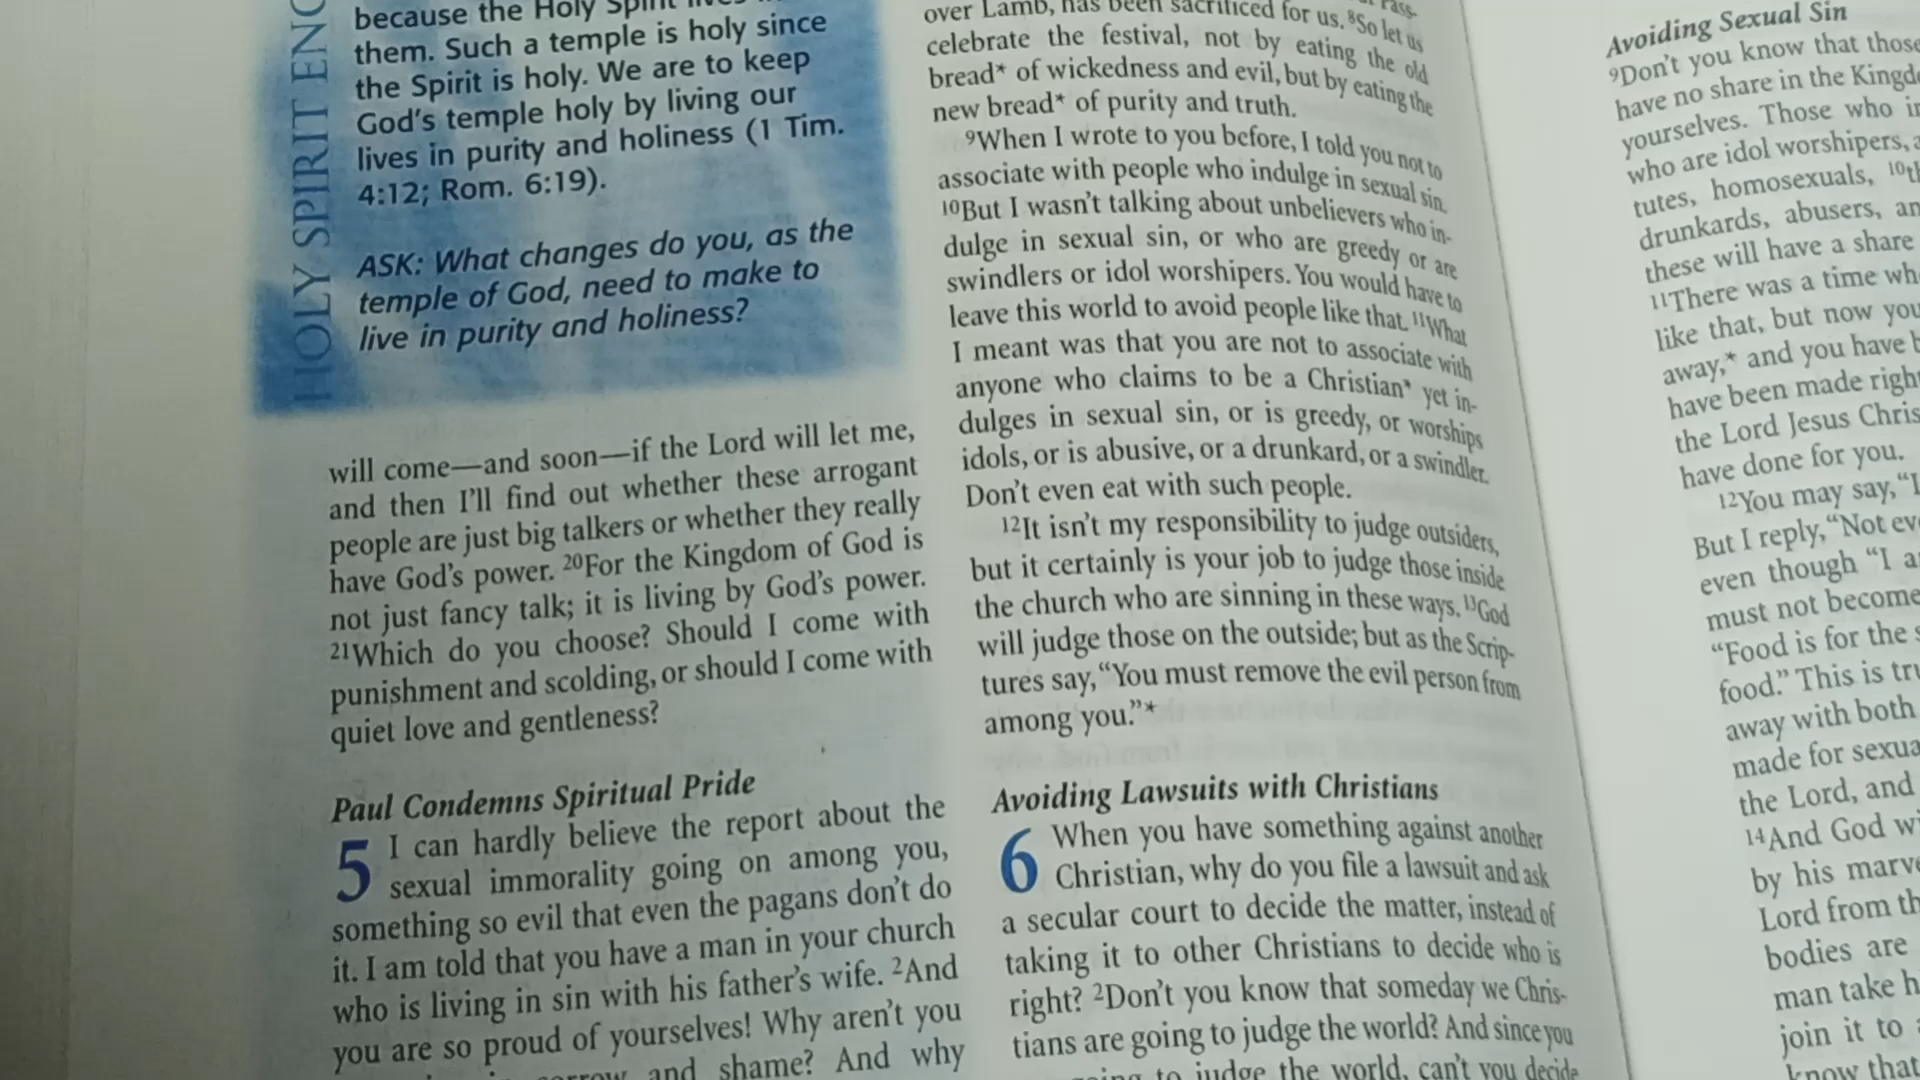 HOLY SPIRIT ENC
because the Holy Spirit
them. Such a temple is holy since
the Spirit is holy. We are to keep
God's temple holy by living our
lives in purity and holiness (1 Tim.
4:12; Rom. 6:19).
ASK: What changes do you, as the
temple of God, need to make to
live in purity and holiness?
will come—and soon—if the Lord will let me,
and then I'll find out whether these arrogant
people are just big talkers or whether they really
have God's power. 20For the Kingdom of God is
not just fancy talk; it is living by God's power.
21Which do you choose? Should I come with
punishment and scolding, or should I come with
quiet love and gentleness?
Paul Condemns Spiritual Pride
5 I can hardly believe the report about the
sexual immorality going on among you,
something so evil that even the pagans don't do
it. I am told that you have a man in your church
who is living in sin with his father's wife. 2And
you are so proud of yourselves! Why aren't you
and shame? And why
over Lamb, has been sacrificed for us. 8So let us
celebrate the festival, not by eating the old
bread* of wickedness and evil, but by eating the
new bread* of purity and truth.
9When I wrote to you before, I told you not to
associate with people who indulge in sexual sin.
10But I wasn't talking about unbelievers who in-
dulge in sexual sin, or who are greedy or are
swindlers or idol worshipers. You would have to
leave this world to avoid people like that. 11What
I meant was that you are not to associate with
anyone who claims to be a Christian* yet in-
dulges in sexual sin, or is greedy, or worships
idols, or is abusive, or a drunkard, or a swindler.
Don't even eat with such people.
12It isn't my responsibility to judge outsiders,
but it certainly is your job to judge those inside
the church who are sinning in these ways. 13God
will judge those on the outside; but as the Scrip-
tures say, "You must remove the evil person from
among you."*
Avoiding Lawsuits with Christians
6 When you have something against another
Christian, why do you file a lawsuit and ask
a secular court to decide the matter, instead of
taking it to other Christians to decide who is
right? 2Don't you know that someday we Chris-
tians are going to judge the world? And since you
to judge the world, can't you decide
Avoiding Sexual Sin
9Don't you know that those
have no share in the Kingd
yourselves. Those who in
who are idol worshipers, a
tutes, homosexuals, 10th
drunkards, abusers, an
these will have a share
11There was a time wh
like that, but now you
away,* and you have b
have been made right
the Lord Jesus Chris
have done for you.
12You may say, "I
But I reply, "Not ev
even though "I a
must not become
"Food is for the s
food." This is tru
away with both
made for sexua
the Lord, and
14And God wi
by his marve
Lord from th
bodies are
man take h
join it to
know that